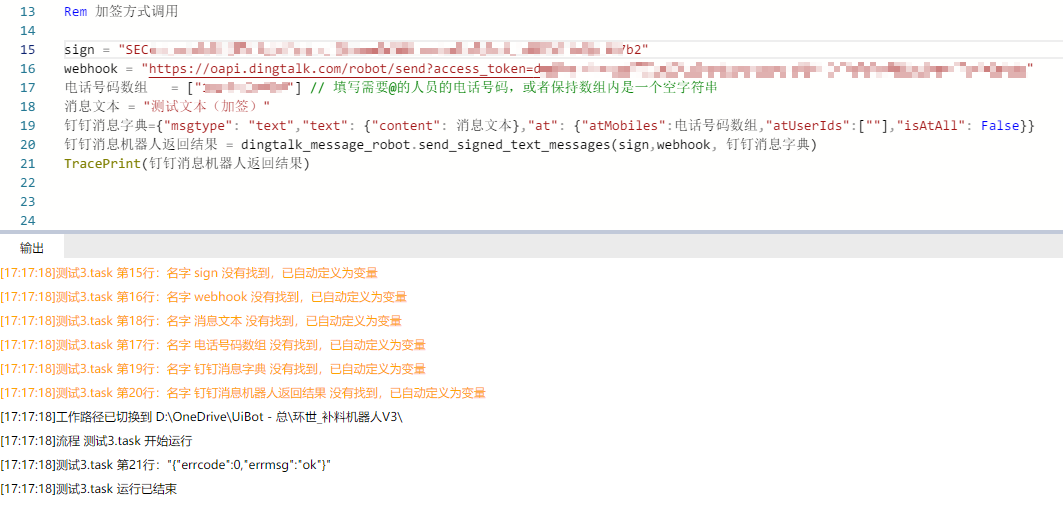 13 Rem 加签方式调用
14
15 sign = "SEC 7b2"
16 webhook = "https://oapi.dingtalk.com/robot/send?access_token=d "
17 电话号码数组 = [" "] // 填写需要@的人员的电话号码，或者保持数组内是一个空字符串
18 消息文本 = "测试文本（加签）"
19 钉钉消息字典={"msgtype": "text","text": {"content": 消息文本},"at": {"atMobiles":电话号码数组,"atUserIds":[""],"isAtAll": False}}
20 钉钉消息机器人返回结果 = dingtalk_message_robot.send_signed_text_messages(sign,webhook, 钉钉消息字典)
21 TracePrint(钉钉消息机器人返回结果)
22
23
24
输出
[17:17:18]测试3.task 第15行：名字 sign 没有找到，已自动定义为变量
[17:17:18]测试3.task 第16行：名字 webhook 没有找到，已自动定义为变量
[17:17:18]测试3.task 第18行：名字 消息文本 没有找到，已自动定义为变量
[17:17:18]测试3.task 第17行：名字 电话号码数组 没有找到，已自动定义为变量
[17:17:18]测试3.task 第19行：名字 钉钉消息字典 没有找到，已自动定义为变量
[17:17:18]测试3.task 第20行：名字 钉钉消息机器人返回结果 没有找到，已自动定义为变量
[17:17:18]工作路径已切换到 D:\OneDrive\UiBot - 总\环世_补料机器人V3\
[17:17:18]流程 测试3.task 开始运行
[17:17:18]测试3.task 第21行："{"errcode":0,"errmsg":"ok"}"
[17:17:18]测试3.task 运行已结束